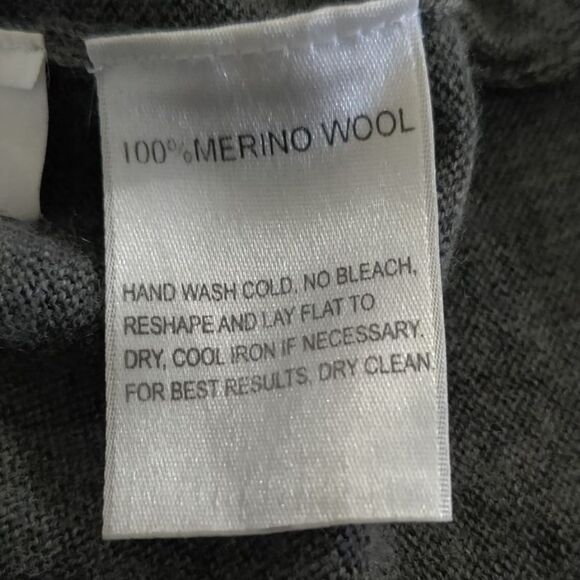 100% MERINO WOOL
HAND WASH COLD, NO BLEACH,
RESHAPE AND LAY FLAT TO
DRY, COOL IRON IF NECESSARY.
FOR BEST RESULTS, DRY CLEAN.